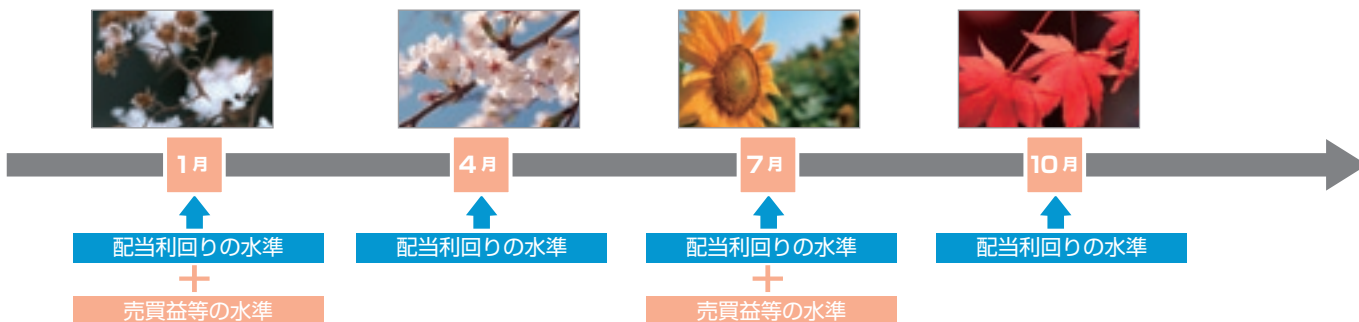 1月 4月 7月 10月
配当利回りの水準 配当利回りの水準 配当利回りの水準 配当利回りの水準
＋ ＋
売買益等の水準 売買益等の水準